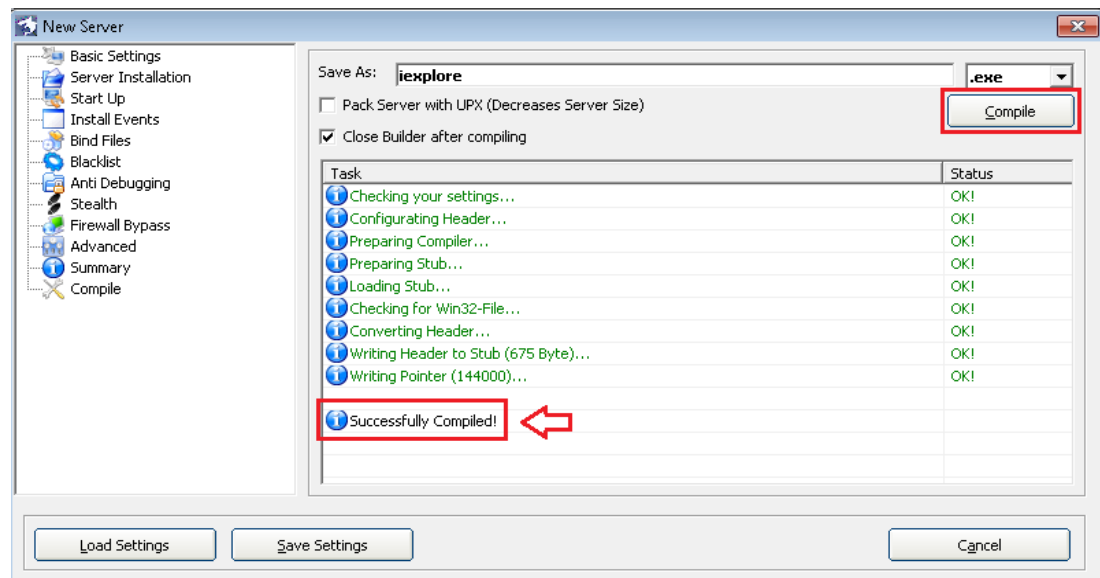 New Server
Basic Settings
Server Installation
Start Up
Install Events
Bind Files
Blacklist
Anti Debugging
Stealth
Firewall Bypass
Advanced
Summary
Compile
Save As: iexplore .exe
Pack Server with UPX (Decreases Server Size)
Compile
Close Builder after compiling
Task Status
Checking your settings... OK!
Configurating Header... OK!
Preparing Compiler... OK!
Preparing Stub... OK!
Loading Stub... OK!
Checking for Win32-File... OK!
Converting Header... OK!
Writing Header to Stub (675 Byte)... OK!
Writing Pointer (144000)... OK!
Successfully Compiled!
Load Settings Save Settings Cancel